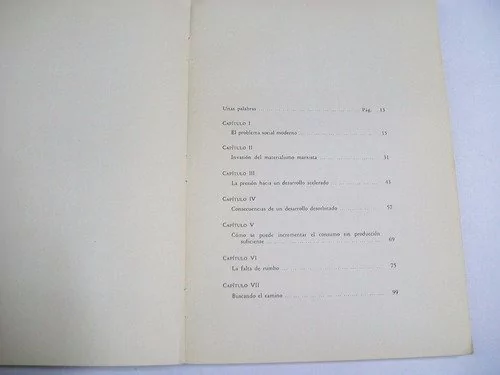 Unas palabras ... Pág. 13
CAPÍTULO I
El problema social moderno ... 15
CAPÍTULO II
Invasión del materialismo marxista ... 31
CAPÍTULO III
La presión hacia un desarrollo acelerado ... 43
CAPÍTULO IV
Consecuencias de un desarrollo desorbitado ... 57
CAPÍTULO V
Cómo se puede incrementar el consumo sin producción
suficiente ... 69
CAPÍTULO VI
La falta de rumbo ... 75
CAPÍTULO VII
Buscando el camino ... 99